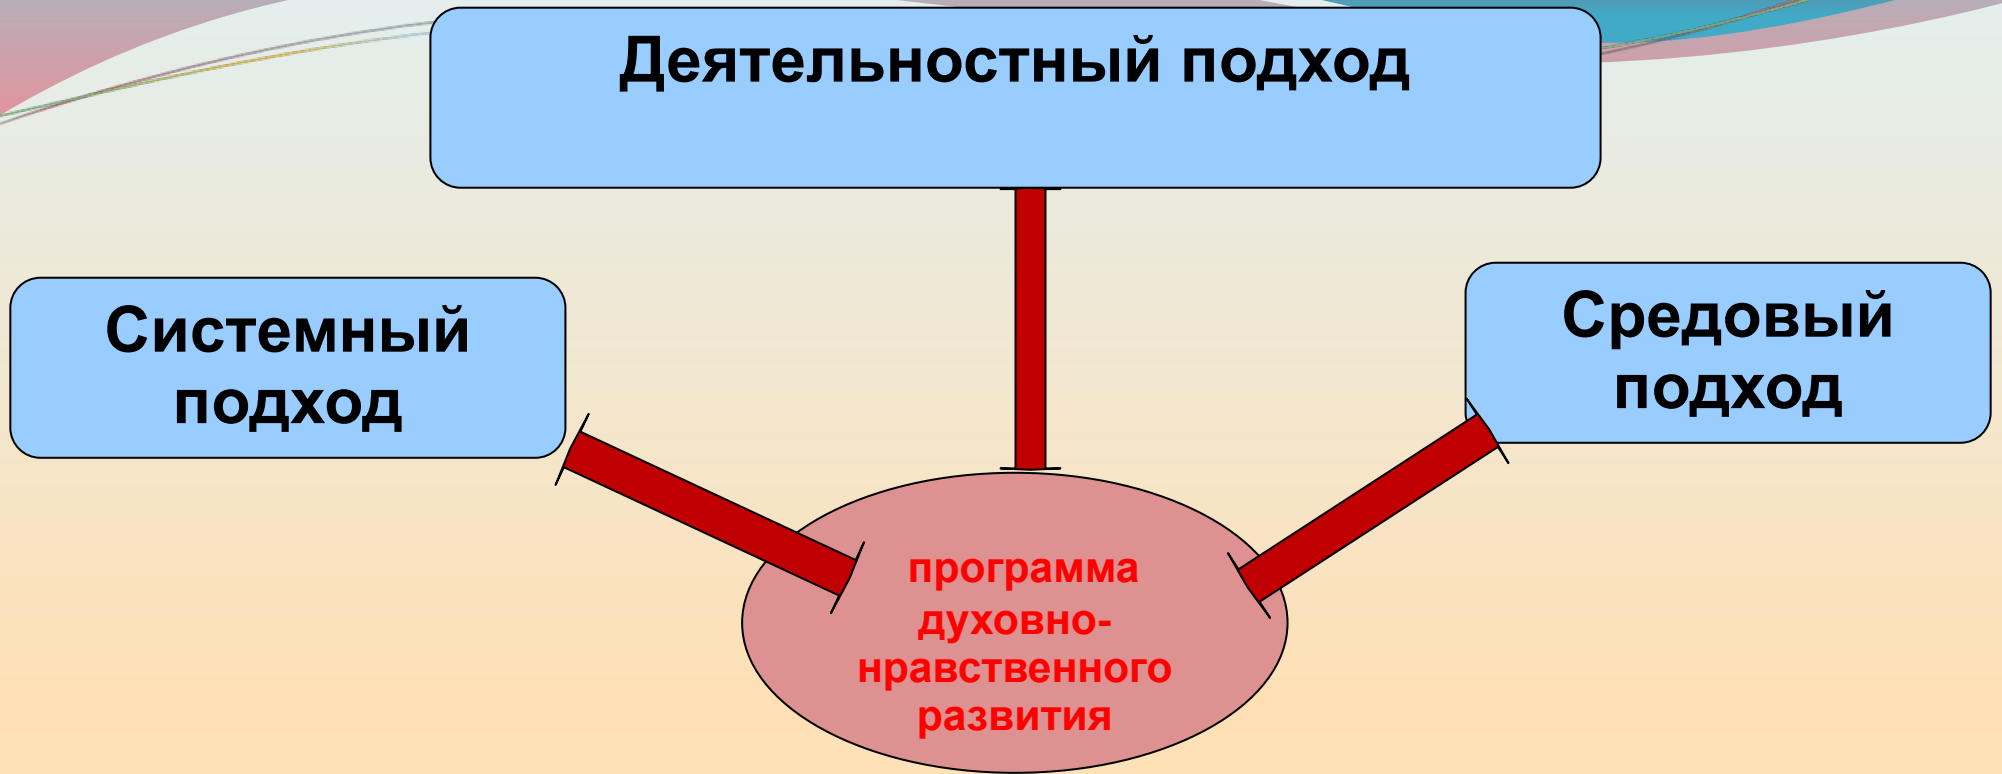 Деятельностный подход
Системный
подход
Средовый
подход
программа
духовно-
нравственного
развития